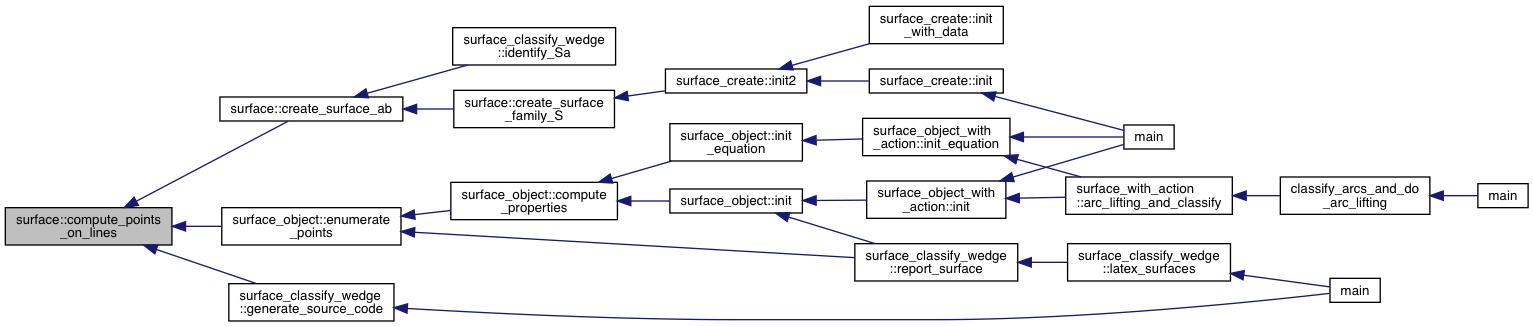 surface::compute_points
_on_lines
surface::create_surface_ab
surface_classify_wedge
::identify_Sa
surface::create_surface
_family_S
surface_create::init2
surface_create::init
_with_data
surface_create::init
main
surface_object::enumerate
_points
surface_object::compute
_properties
surface_object::init
_equation
surface_object_with
_action::init_equation
surface_object::init
surface_object_with
_action::init
surface_with_action
::arc_lifting_and_classify
classify_arcs_and_do
_arc_lifting
main
surface_classify_wedge
::report_surface
surface_classify_wedge
::latex_surfaces
main
surface_classify_wedge
::generate_source_code